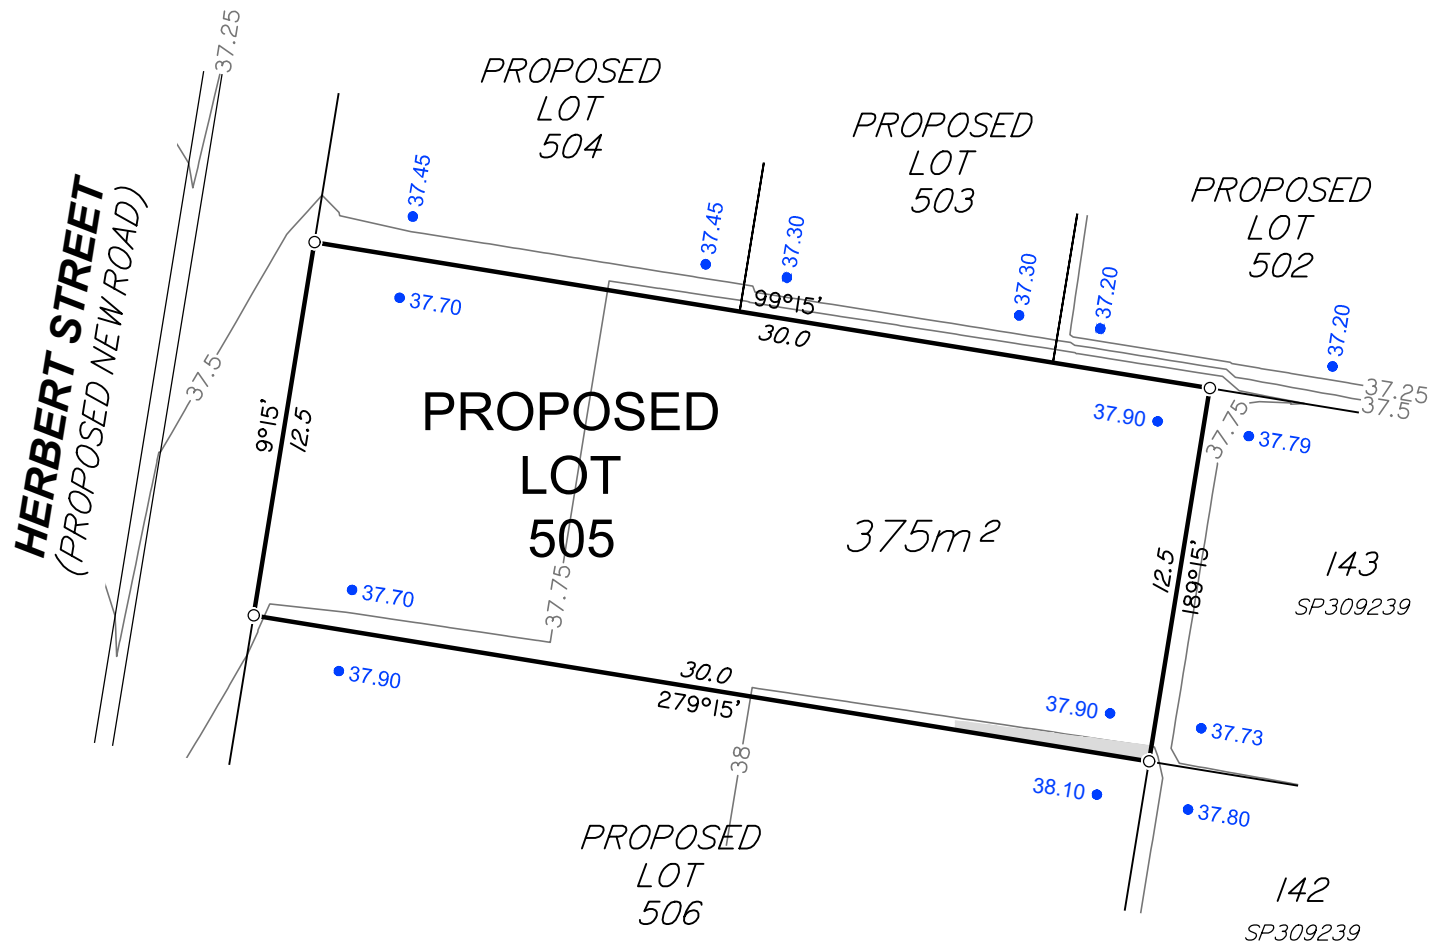 37.25
PROPOSED
LOT
504
PROPOSED
LOT
503
PROPOSED
LOT
502
37.45
37.45
37.30
37.30
37.20
37.20
HERBERT STREET
(PROPOSED NEW ROAD)
37.70
99°15'
30.0
37.5
37.25
37.5
37.90
37.75
37.79
9°15'
12.5
PROPOSED
LOT
505
375m²
37.75
12.5
189°15'
143
SP309239
37.70
37.90
30.0
279°15'
37.90
37.73
38
38.10
37.80
PROPOSED
LOT
506
142
SP309239